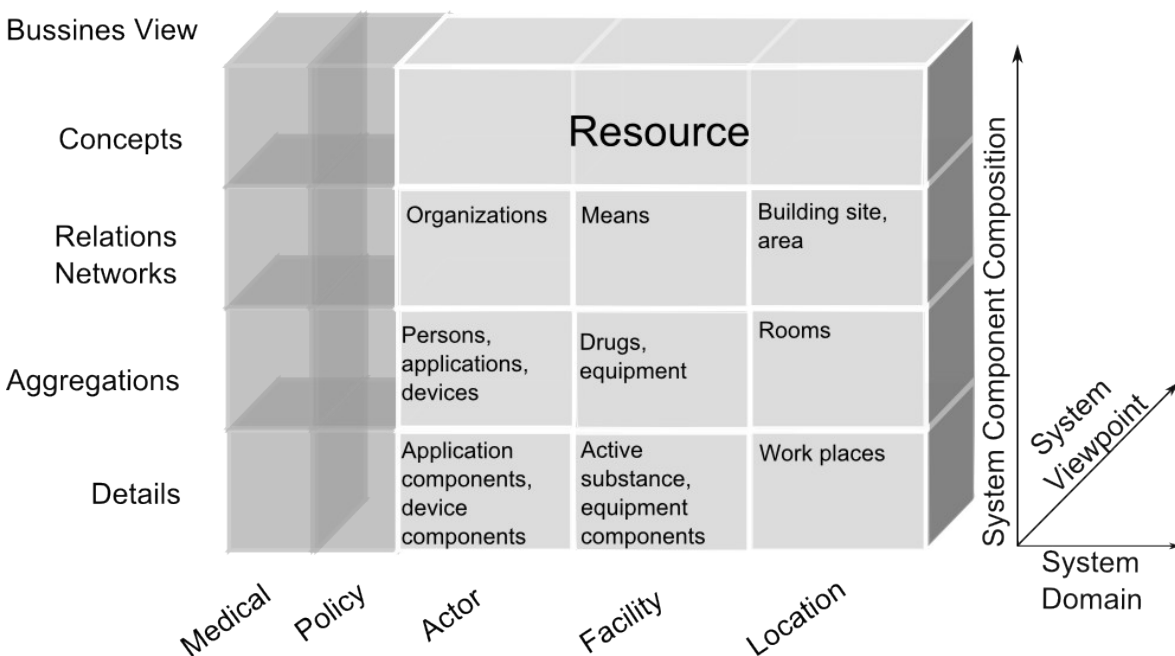 Bussines View
Concepts
Resource
Relations
Networks
Organizations
Means
Building site,
area
Aggregations
Persons,
applications,
devices
Drugs,
equipment
Rooms
Details
Application
components,
device
components
Active
substance,
equipment
components
Work places
Medical
Policy
Actor
Facility
Location
System Component Composition
System
Viewpoint
System
Domain